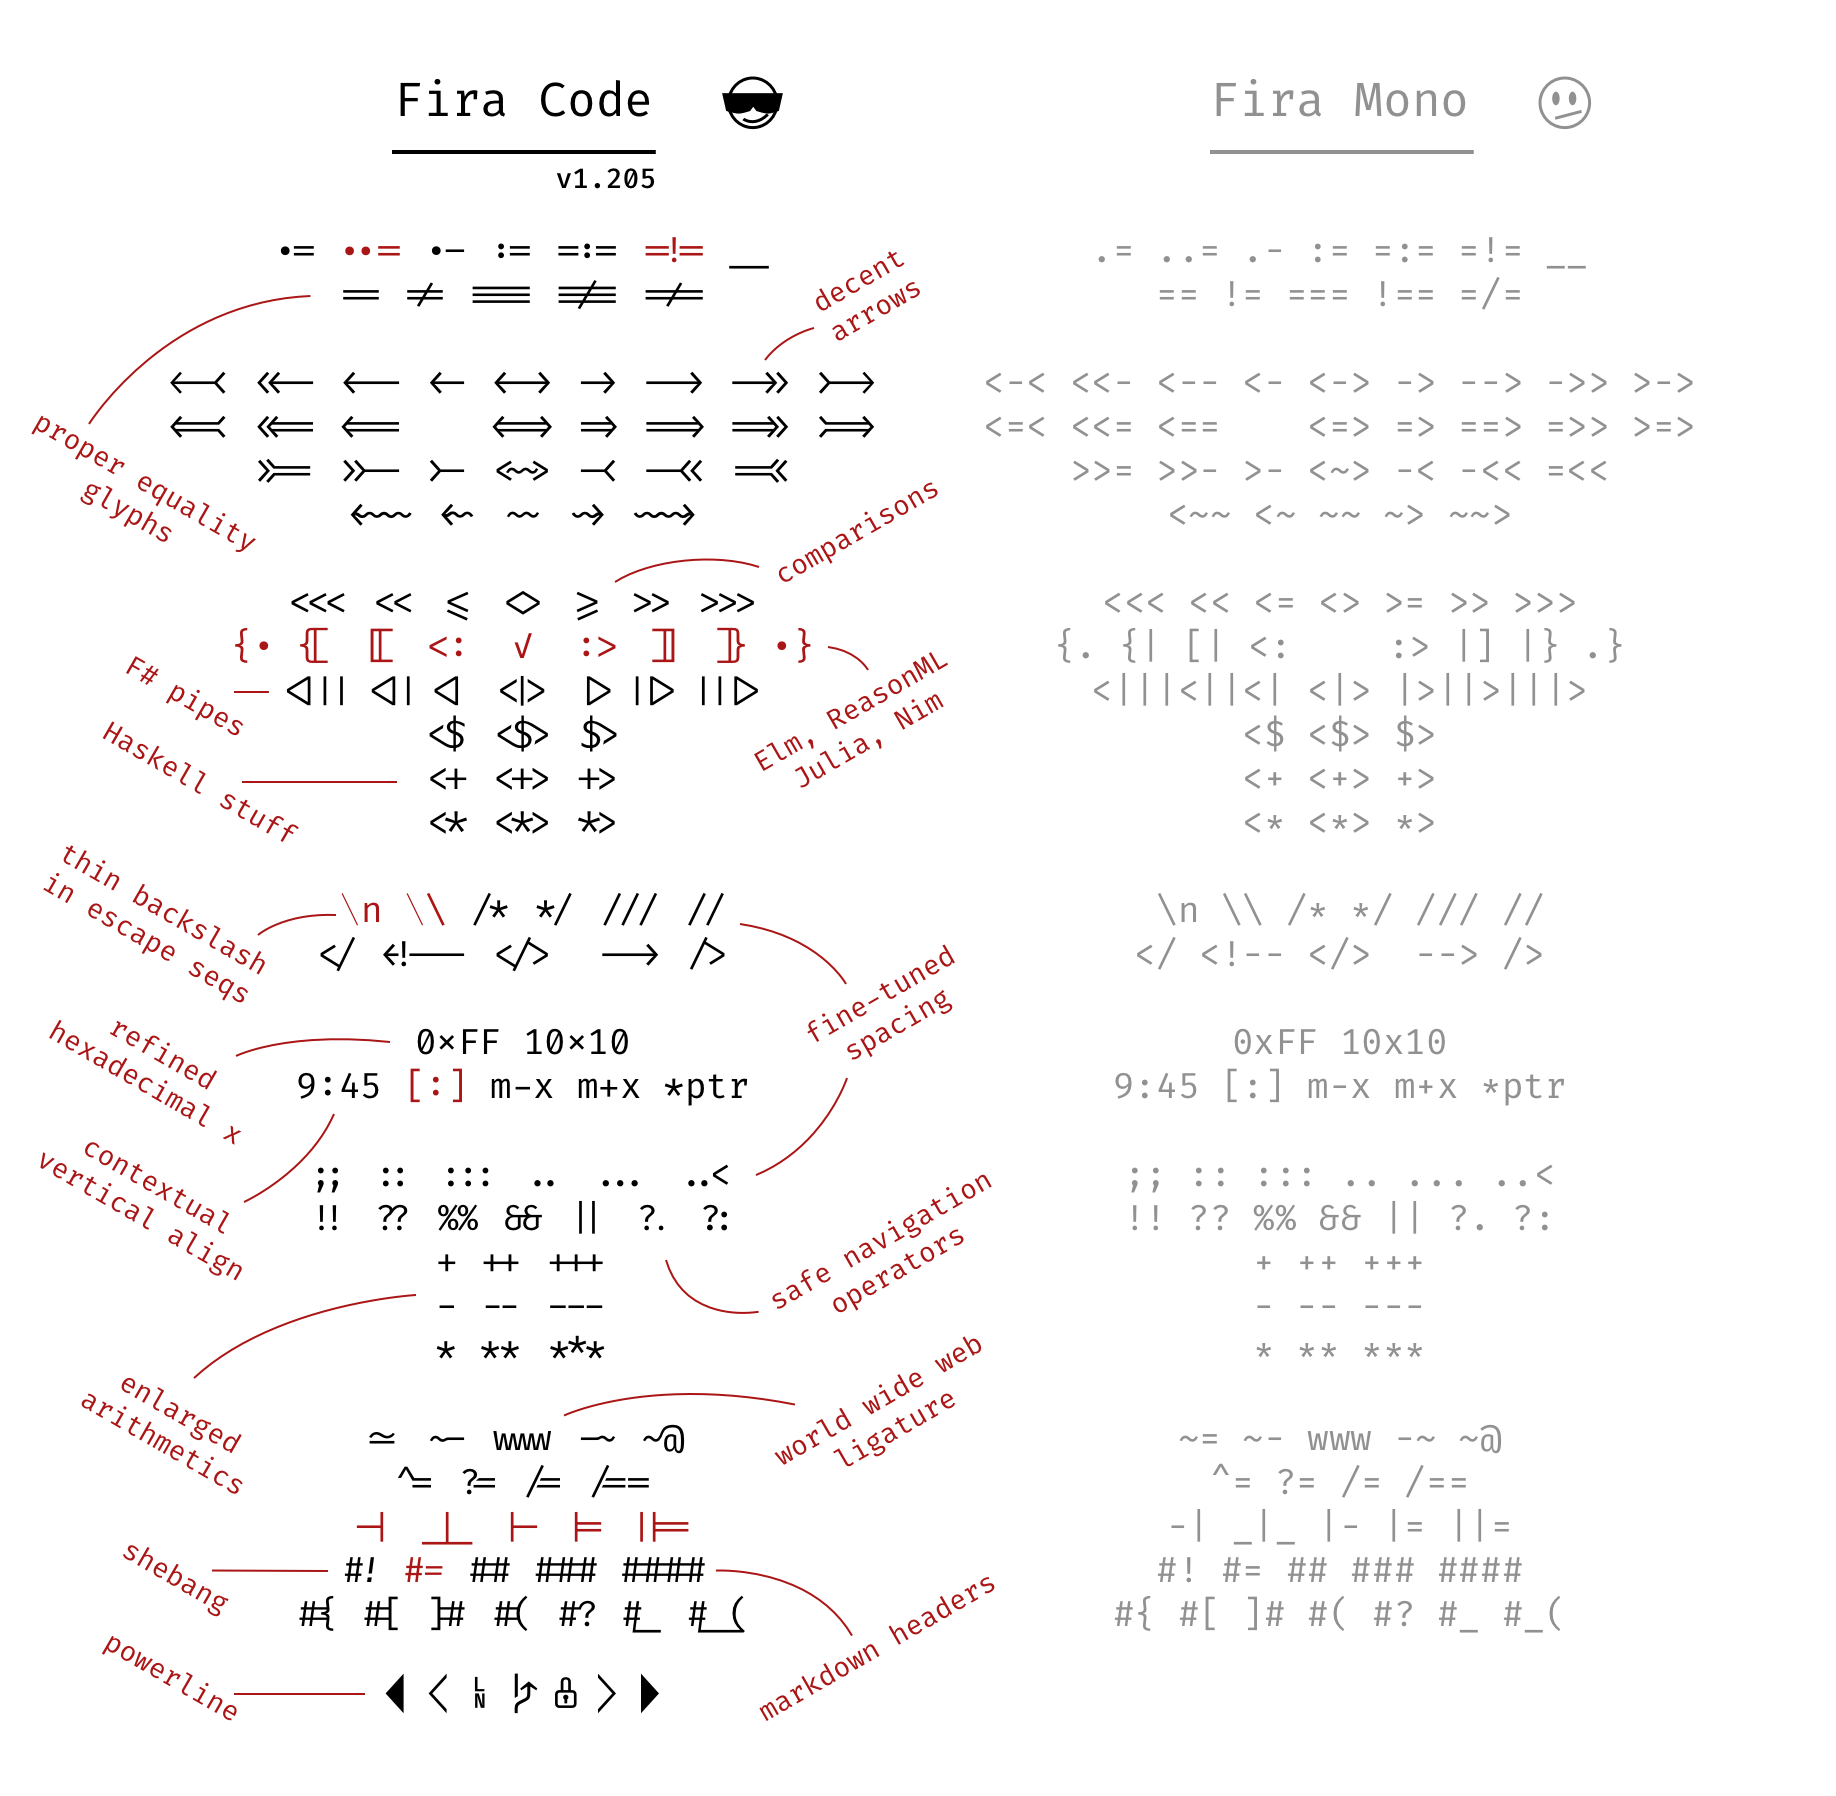 Fira Code 😎 Fira Mono 🫤
v1.205
.= ..= .- := =:= =!= __ .= ..= .- := =:= =!= __
== != === !== =/= == != === !== =/=
decent
arrows
<-< <<- <-- <- <-> -> --> ->> >-> <-< <<- <-- <- <-> -> --> ->> >->
<=< <<= <== <=> => ==> =>> >=> <=< <<= <== <=> => ==> =>> >=>
proper equality
glyphs
>>= >>- >- <~> -< -<< =<< >>= >>- >- <~> -< -<< =<<
<~~ <~ ~~ ~> ~~> <~~ <~ ~~ ~> ~~>
comparisons
<<< << <= <> >= >> >>> <<< << <= <> >= >> >>>
{. {| [| <: √ :> |] |} .} {. {| [| <: :> |] |} .}
F# pipes
<||| <|| <| <|> |> ||> |||> <|||<||<| <|> |>||>|||>
Elm, ReasonML
Julia, Nim
<$ <$> $> <$ <$> $>
Haskell stuff
<+ <+> +> <+ <+> +>
<* <*> *> <* <*> *>
thin backslash
in escape seqs
\n \\ /* */ /// // \n \\ /* */ /// //
</ <!-- </> --> /> </ <!-- </> --> />
fine-tuned
spacing
refined
hexadecimal x
0×FF 10×10 0xFF 10x10
9:45 [:] m-x m+x *ptr 9:45 [:] m-x m+x *ptr
contextual
vertical align
;; :: ::: .. ... ..< ;; :: ::: .. ... ..<
!! ?? %% && || ?. ?: !! ?? %% && || ?. ?:
safe navigation
operators
+ ++ +++ + ++ +++
- -- --- - -- ---
* ** *** * ** ***
enlarged
arithmetics
world wide web
ligature
~= ~- www -~ ~@ ~= ~- www -~ ~@
^= ?= /= /== ^= ?= /= /==
-| _|_ |- |= ||= -| _|_ |- |= ||=
shebang
#! #= ## ### #### #! #= ## ### ####
#{ #[ ]# #( #? #_ #_( #{ #[ ]# #( #? #_ #_(
markdown headers
powerline
LN